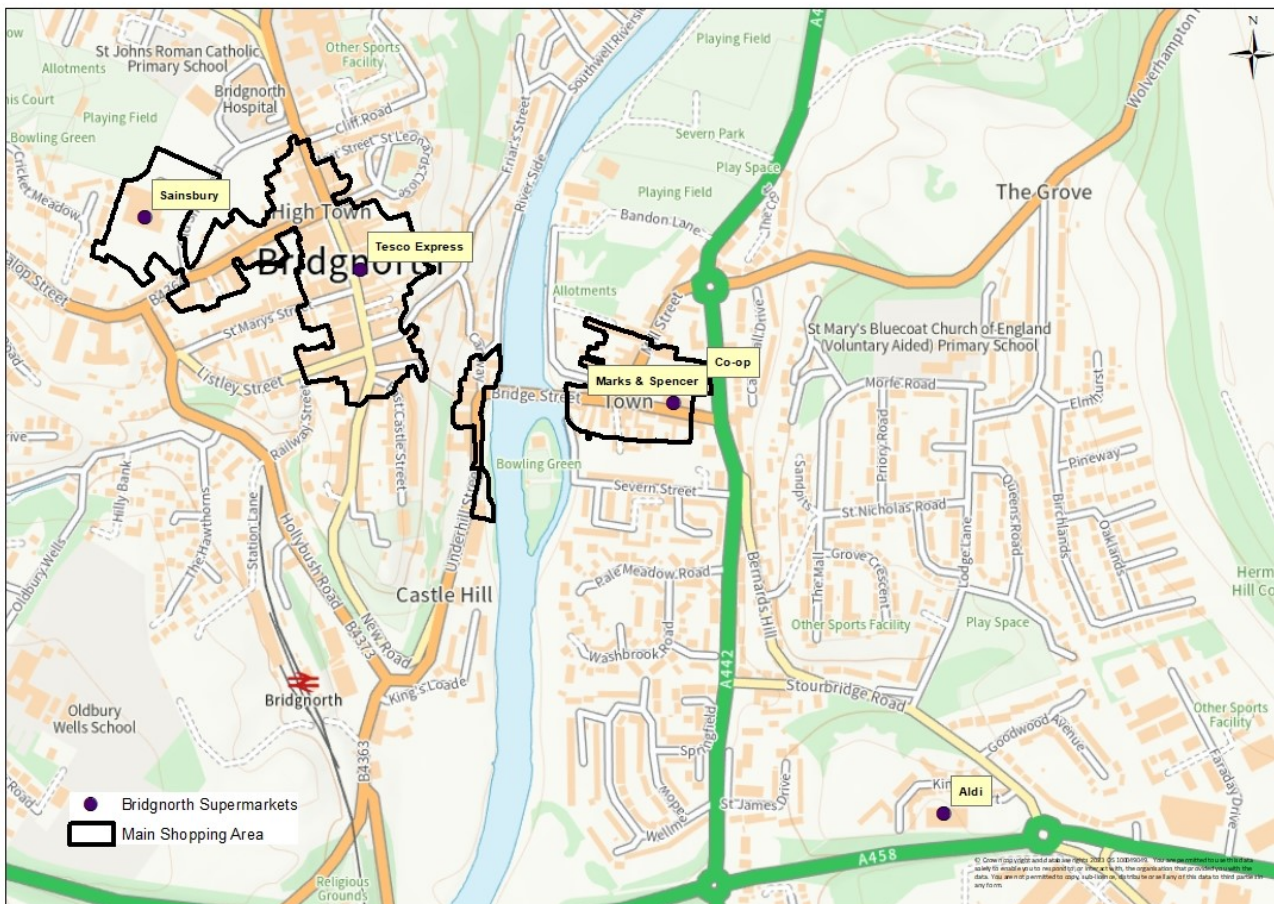 N
A4
St Johns Roman Catholic
Primary School
Other Sports
Facility
Playing Field
Allotments
Bridgnorth
Hospital
Southwell Riverside
Wolverhampton
Playing Field
Cliff Road
Friar's Street
Bowling Green
Severn Park
Play Space
Cricket Meadow
Sainsbury
River Side
Playing Field
The Grove
High Town
Bandon Lane
Tesco Express
Bridgnorth
Allotments
St Marys Street
Mill Street
St Mary's Bluecoat Church of England
(Voluntary Aided) Primary School
Listley Street
Co-op
Marks & Spencer
Morfe Road
Bridge Street
Town
Railway Street
Priory Road
Elmhurst
Bowling Green
Pineway
Severn Street
Sandpits
Hilly Bank
The Hawthorns
Station Lane
Underhill Street
St Nicholas Road
Queens Road
Birchlands
Oaklands
Lodge Lane
Oldbury Wells
Hollybush Road
The Mall
Grove Crescent
Pale Meadow Road
Bernards Hill
Castle Hill
Other Sports Facility
Play Space
New Road
B4373
Washbrook Road
A442
Bridgnorth
King's Loade
Stourbridge Road
Oldbury
Wells School
Other Sports
Facility
Goodwood Avenue
Faraday Drive
B4363
Aldi
St James
Drive
Bridgnorth Supermarkets
Main Shopping Area
A458
Religious
Grounds